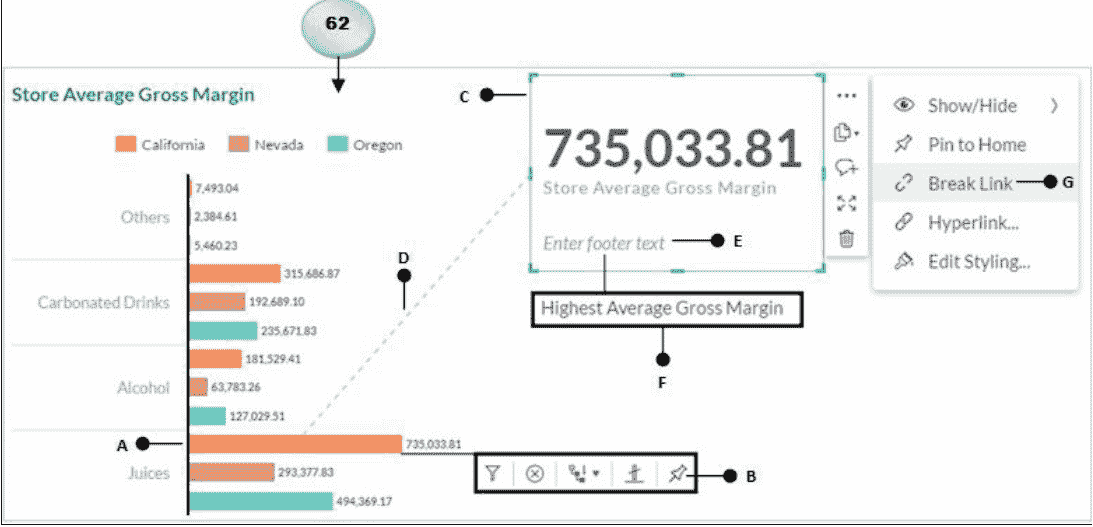 62
Store Average Gross Margin
California Nevada Oregon
Others
7,493.04
2,384.61
5,460.23
Carbonated Drinks
315,686.87
192,689.10
235,671.83
Alcohol
181,529.41
63,783.26
127,029.51
Juices
735,033.81
293,377.83
494,369.17
A
B
C
D
735,033.81
Store Average Gross Margin
Enter footer text
E
Highest Average Gross Margin
F
Show/Hide
Pin to Home
Break Link
G
Hyperlink...
Edit Styling...